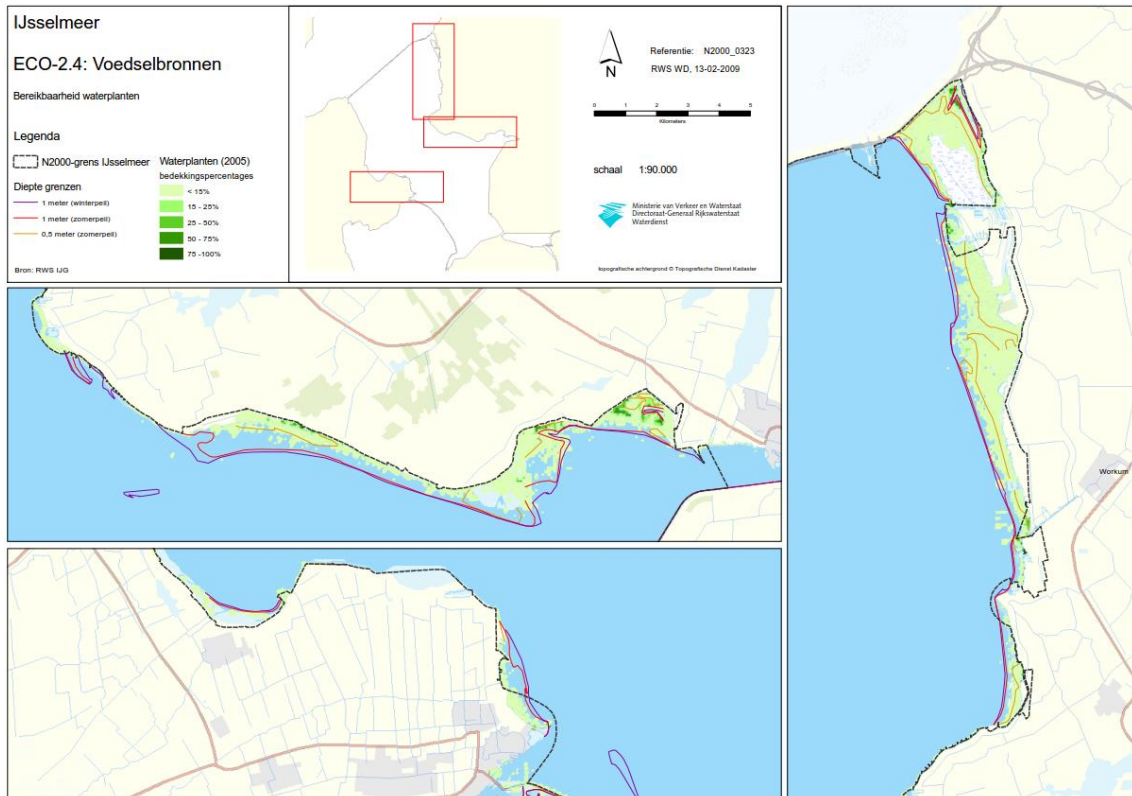 IJsselmeer
ECO-2.4: Voedselbronnen
Bereikbaarheid waterplanten
Legenda
N2000-grens IJsselmeer
Diepte grenzen
1 meter (winterpeil)
1 meter (zomerpeil)
0,5 meter (zomerpeil)
Waterplanten (2005)
bedekkingspercentages
< 15%
15 - 25%
25 - 50%
50 - 75%
75 -100%
Bron: RWS IJG
N
Referentie: N2000_0323
RWS WD, 13-02-2009
0 1 2 3 4 5
Kilometers
schaal 1:90.000
Ministerie van Verkeer en Waterstaat
Directoraat-Generaal Rijkswaterstaat
Waterdienst
topografische achtergrond © Topografische Dienst Kadaster
Workum